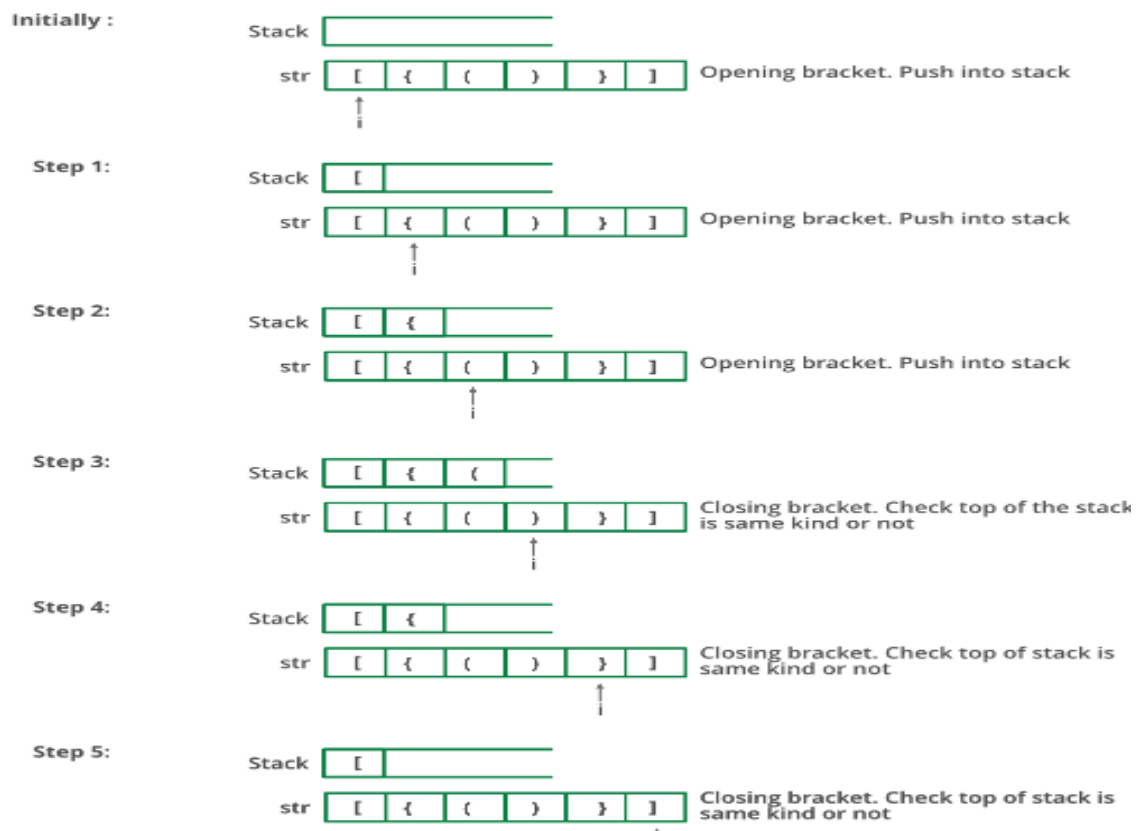 Initially :
Stack
str [ { ( ) } ] Opening bracket. Push into stack
i
Step 1:
Stack [
str [ { ( ) } ] Opening bracket. Push into stack
i
Step 2:
Stack [ {
str [ { ( ) } ] Opening bracket. Push into stack
i
Step 3:
Stack [ { (
str [ { ( ) } ] Closing bracket. Check top of the stack
is same kind or not
i
Step 4:
Stack [ {
str [ { ( ) } ] Closing bracket. Check top of stack is
same kind or not
i
Step 5:
Stack [
str [ { ( ) } ] Closing bracket. Check top of stack is
same kind or not